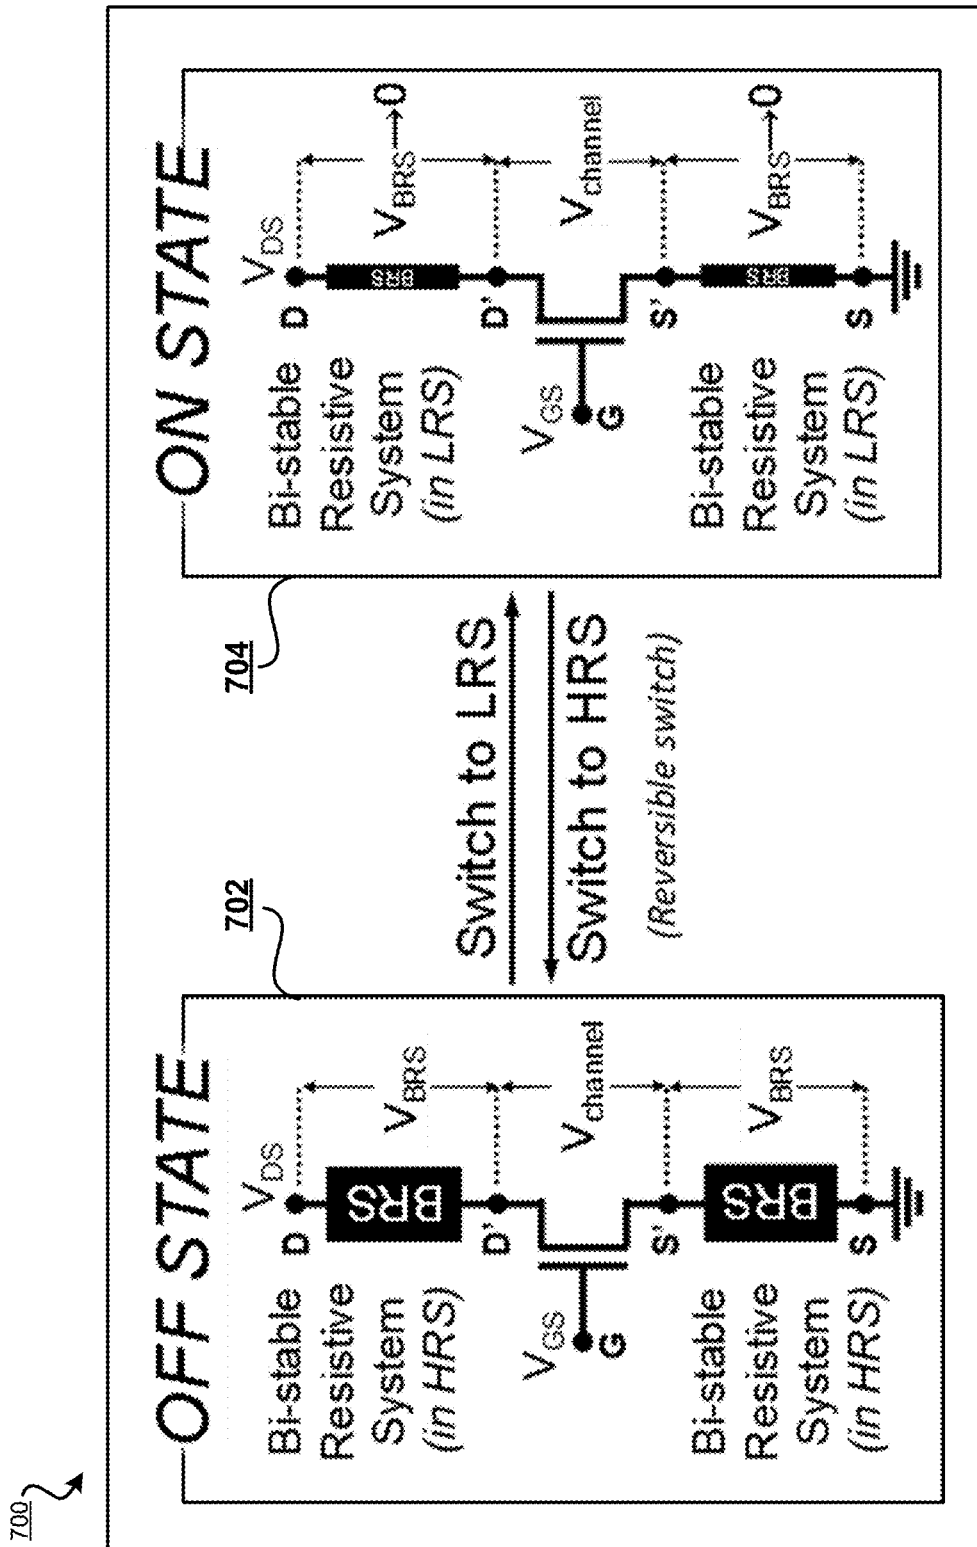 700
OFF STATE
702
Bi-stable
Resistive
System
(in HRS)
V_DS
D
BRS
V_BRS
D'
V_GS
G
V_channel
S'
Bi-stable
Resistive
System
(in HRS)
BRS
V_BRS
S
Switch to LRS
Switch to HRS
(Reversible switch)
ON STATE
704
Bi-stable
Resistive
System
(in LRS)
V_DS
D
BRS
V_BRS→0
D'
V_GS
G
V_channel
S'
Bi-stable
Resistive
System
(in LRS)
BRS
V_BRS→0
S